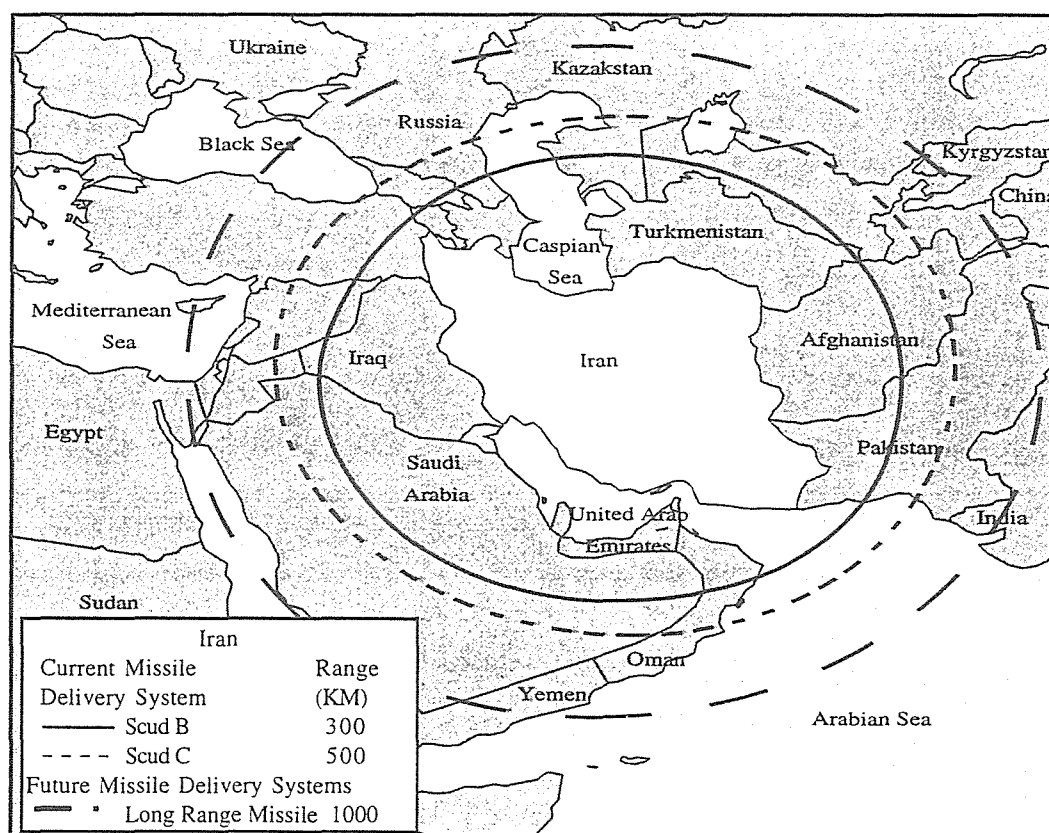 Ukraine
Kazakstan
Russia
Black Sea
Kyrgyzstan
China
Turkmenistan
Caspian
Sea
Mediterranean
Sea
Afghanistan
Iraq
Iran
Egypt
Pakistan
Saudi
Arabia
United Arab
Emirates
India
Sudan
Oman
Yemen
Arabian Sea
Iran
Current Missile Range
Delivery System (KM)
Scud B 300
Scud C 500
Future Missile Delivery Systems
Long Range Missile 1000